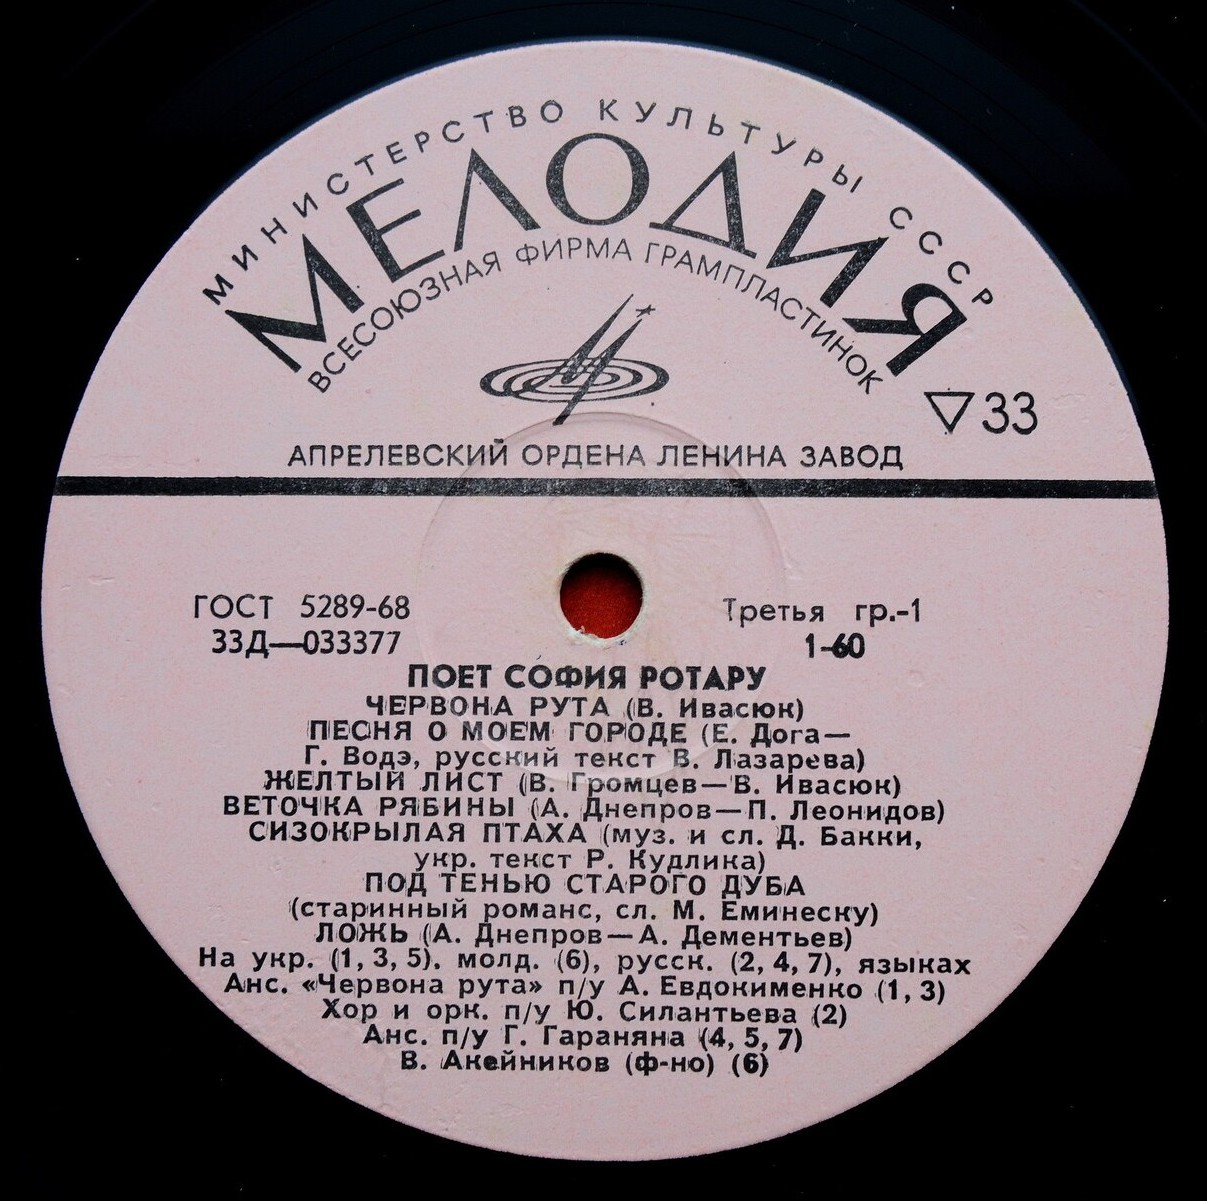 МИНИСТЕРСТВО КУЛЬТУРЫ СССР
МЕЛОДИЯ
ВСЕСОЮЗНАЯ ФИРМА ГРАМПЛАСТИНОК
33
АПРЕЛЕВСКИЙ ОРДЕНА ЛЕНИНА ЗАВОД
ГОСТ 5289-68 Третья гр.-1
33Д—033377 1-60
ПОЕТ СОФИЯ РОТАРУ
ЧЕРВОНА РУТА (В. Ивасюк)
ПЕСНЯ О МОЕМ ГОРОДЕ (Е. Дога—
Г. Водэ, русский текст В. Лазарева)
ЖЕЛТЫЙ ЛИСТ (В. Громцев—В. Ивасюк)
ВЕТОЧКА РЯБИНЫ (А. Днепров—П. Леонидов)
СИЗОКРЫЛАЯ ПТАХА (муз. и сл. Д. Бакки,
укр. текст Р. Кудлика)
ПОД ТЕНЬЮ СТАРОГО ДУБА
(старинный романс, сл. М. Еминеску)
ЛОЖЬ (А. Днепров—А. Дементьев)
На укр. (1, 3, 5), молд. (6), русск. (2, 4, 7), языках
Анс. «Червона рута» п/у А. Евдокименко (1, 3)
Хор и орк. п/у Ю. Силантьева (2)
Анс. п/у Г. Гараняна (4, 5, 7)
В. Акейников (ф-но) (6)